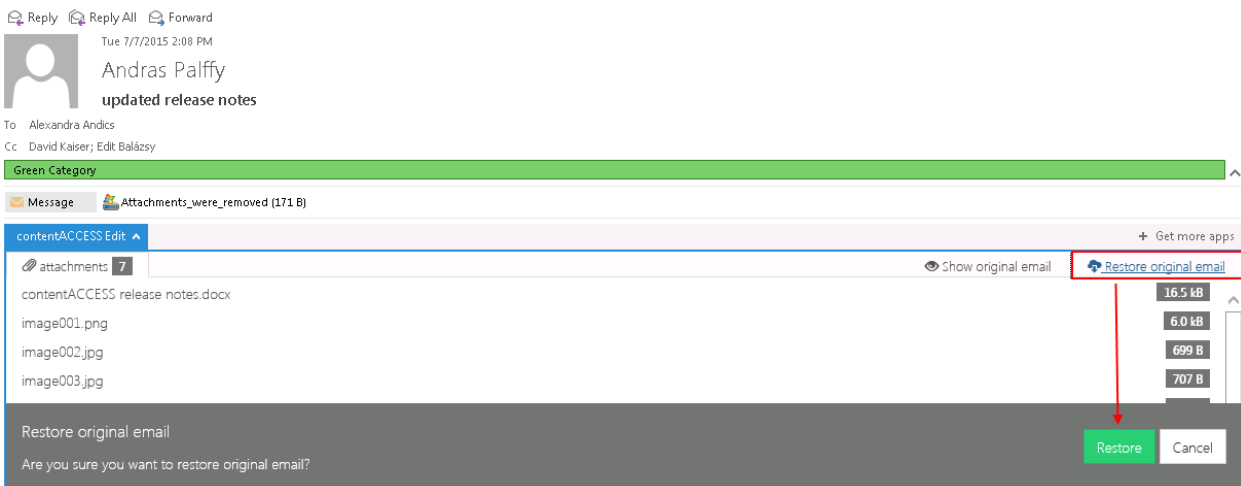 Reply Reply All Forward
Tue 7/7/2015 2:08 PM
Andras Palffy
updated release notes
To Alexandra Andics
Cc David Kaiser; Edit Balázsy
Green Category
Message Attachments_were_removed (171 B)
contentACCESS Edit + Get more apps
attachments 7 Show original email Restore original email
contentACCESS release notes.docx 16.5 kB
image001.png 6.0 kB
image002.jpg 699 B
image003.jpg 707 B
Restore original email
Restore Cancel
Are you sure you want to restore original email?